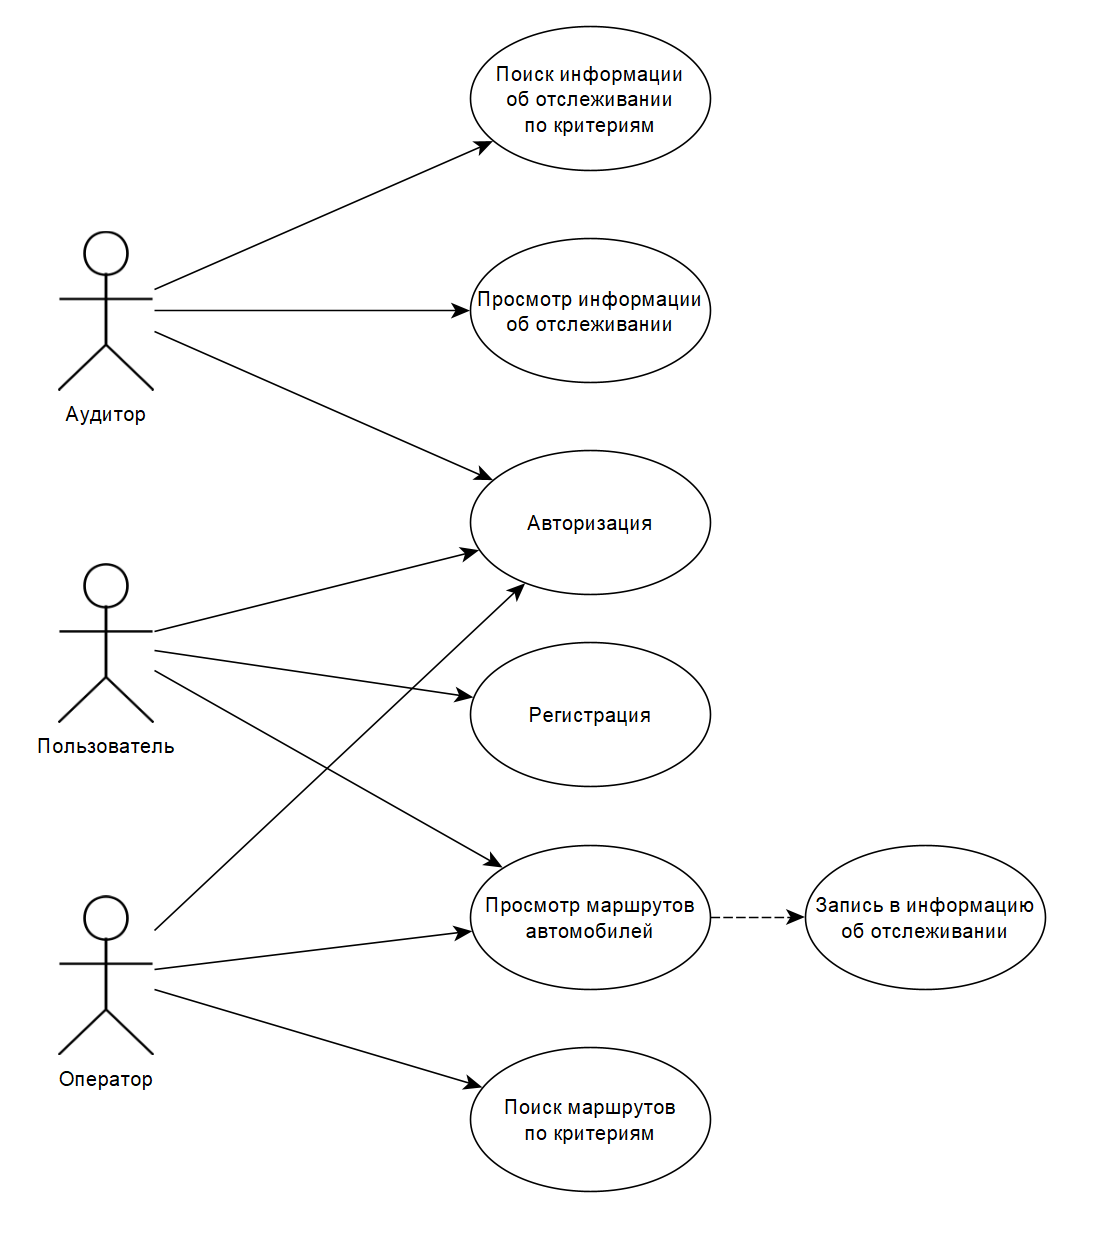 Поиск информации
об отслеживании
по критериям
Просмотр информации
об отслеживании
Аудитор
Авторизация
Регистрация
Пользователь
Просмотр маршрутов
автомобилей
Запись в информацию
об отслеживании
Оператор
Поиск маршрутов
по критериям